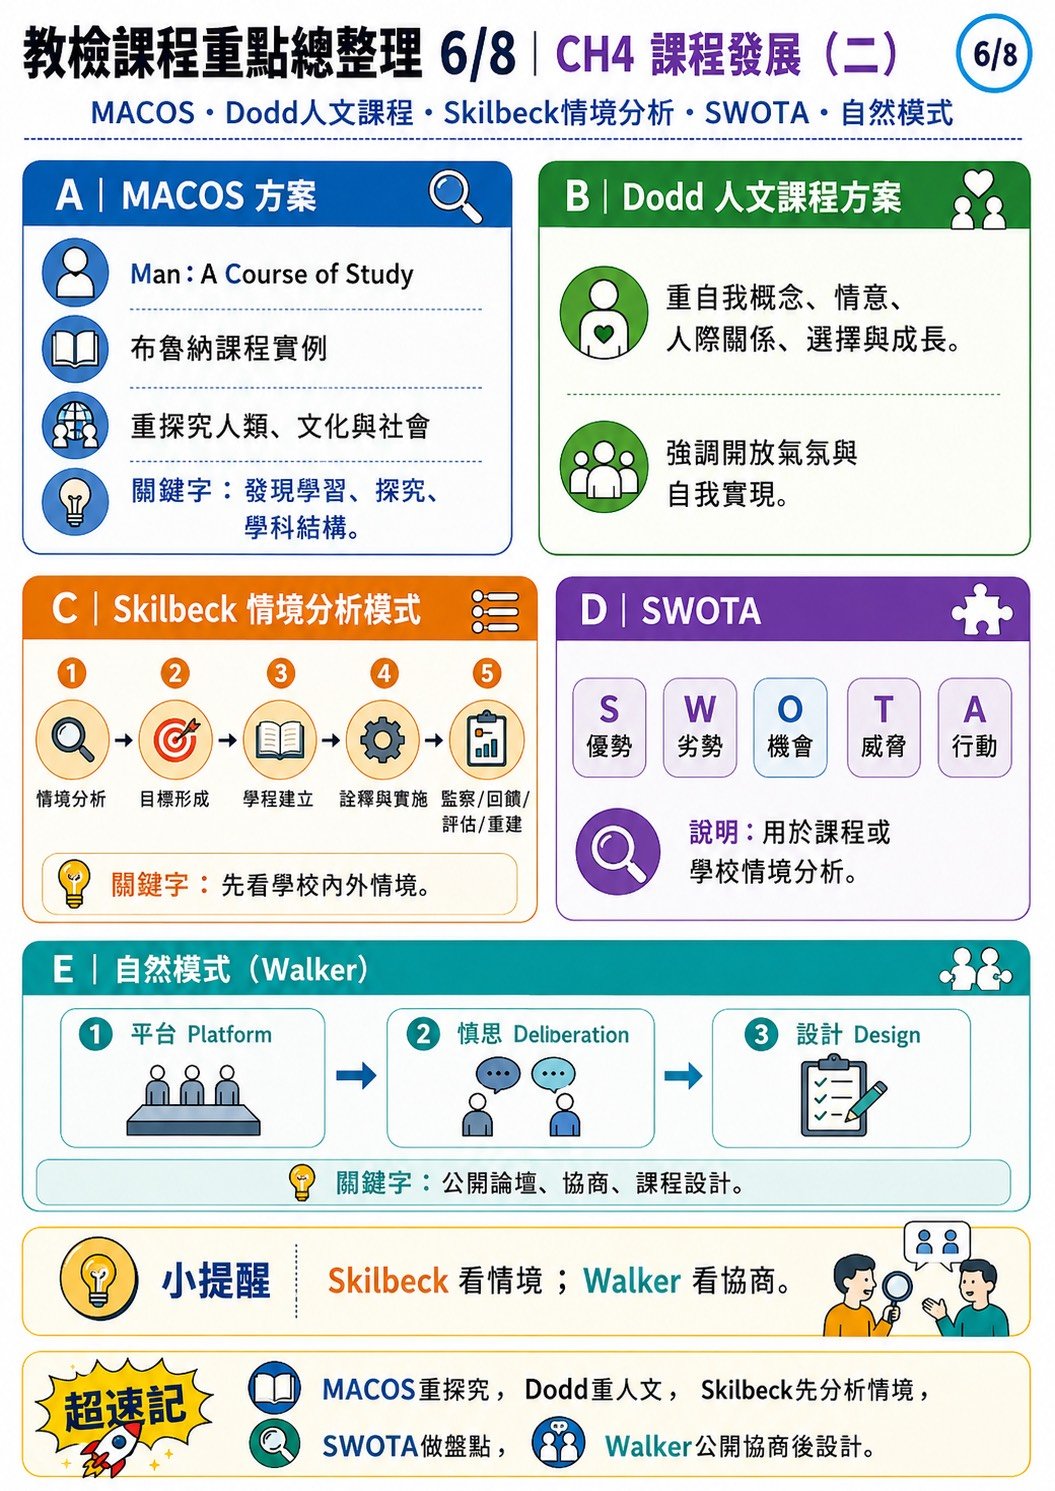 教檢課程重點總整理 6/8｜CH4 課程發展（二）
6/8
MACOS・Dodd人文課程・Skilbeck情境分析・SWOTA・自然模式
A｜MACOS 方案
Man：A Course of Study
布魯納課程實例
重探究人類、文化與社會
關鍵字：發現學習、探究、
學科結構。
B｜Dodd 人文課程方案
重自我概念、情意、
人際關係、選擇與成長。
強調開放氣氛與
自我實現。
C｜Skilbeck 情境分析模式
1 2 3 4 5
情境分析 目標形成 學程建立 詮釋與實施 監察/回饋/
評估/重建
關鍵字：先看學校內外情境。
D｜SWOTA
S W O T A
優勢 劣勢 機會 威脅 行動
說明：用於課程或
學校情境分析。
E｜自然模式（Walker）
1 平台 Platform
2 慎思 Deliberation
3 設計 Design
關鍵字：公開論壇、協商、課程設計。
小提醒
Skilbeck 看情境；Walker 看協商。
超速記
MACOS重探究，Dodd重人文，Skilbeck先分析情境，
SWOTA做盤點，Walker公開協商後設計。